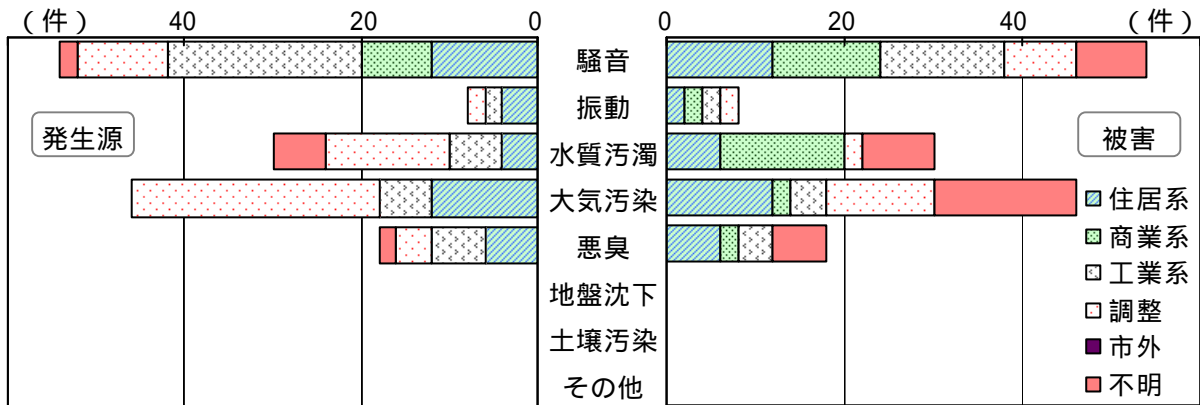 (件) 40 20 0 0 20 40 (件)
発生源
被害
騒音
振動
水質汚濁
大気汚染
悪臭
地盤沈下
土壌汚染
その他
住居系
商業系
工業系
調整
市外
不明